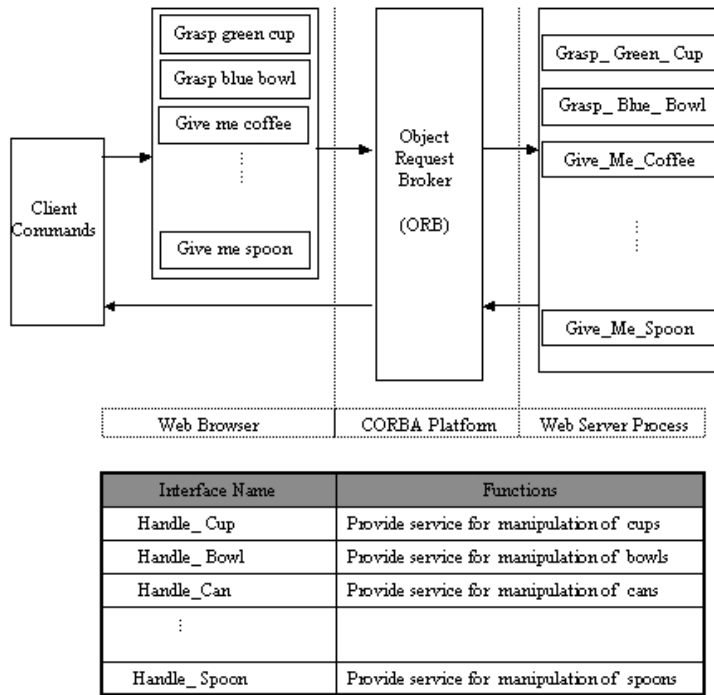 Grasp green cup
Grasp blue bowl
Give me coffee
Give me spoon
Client
Commands
Object
Request
Broker
(ORB)
Grasp_ Green_ Cup
Grasp_ Blue_ Bowl
Give_Me_Coffee
Give_Me_Spoon
Web Browser
CORBA Platform
Web Server Process
Interface Name
Functions
Handle_ Cup
Provide service for manipulation of cups
Handle_ Bowl
Provide service for manipulation of bowls
Handle_Can
Provide service for manipulation of cans
Handle_ Spoon
Provide service for manipulation of spoons